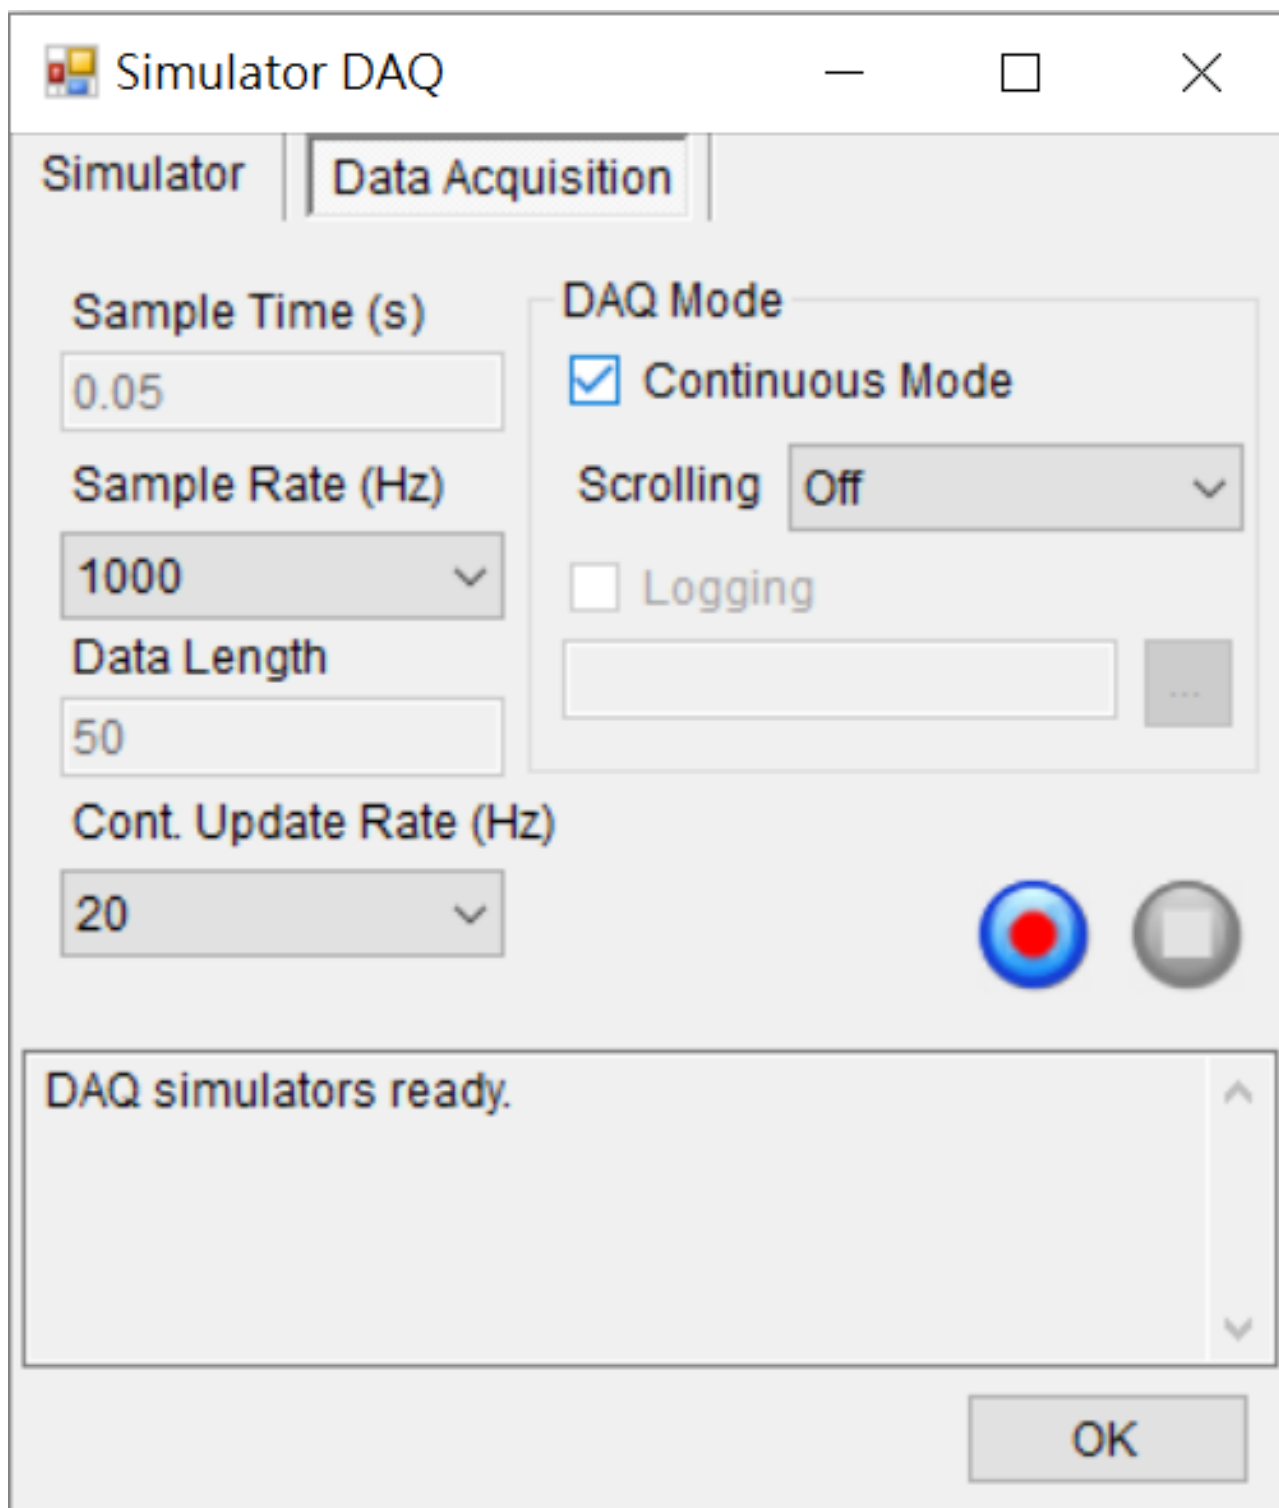 Simulator DAQ
Simulator
Data Acquisition
Sample Time (s)
0.05
Sample Rate (Hz)
1000
Data Length
50
Cont. Update Rate (Hz)
20
DAQ Mode
Continuous Mode
Scrolling Off
Logging
...
DAQ simulators ready.
OK